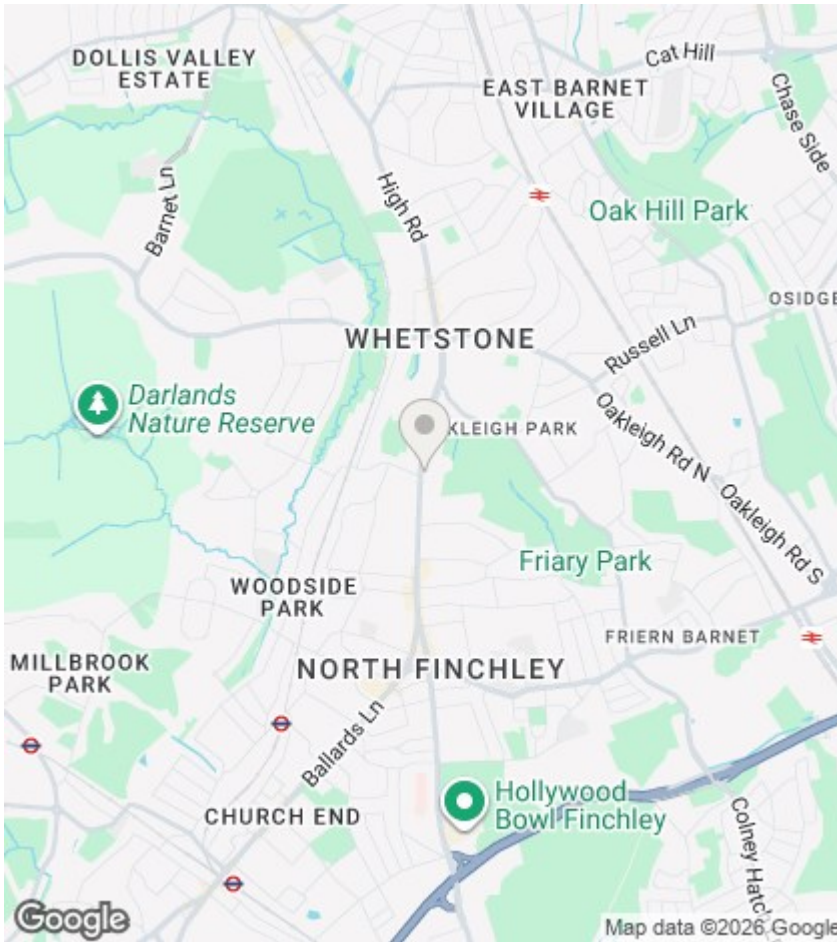 DOLLIS VALLEY
ESTATE
Cat Hill
EAST BARNET
VILLAGE
Chase Side
High Rd
Barnet Ln
Oak Hill Park
OSIDGE
WHETSTONE
Russell Ln
Darlands
Nature Reserve
KLEIGH PARK
Oakleigh Rd N
Oakleigh Rd S
Friary Park
WOODSIDE
PARK
FRIERN BARNET
MILLBROOK
PARK
NORTH FINCHLEY
Ballards Ln
Hollywood
Bowl Finchley
CHURCH END
Colney Hatch
Google
Map data ©2026 Google